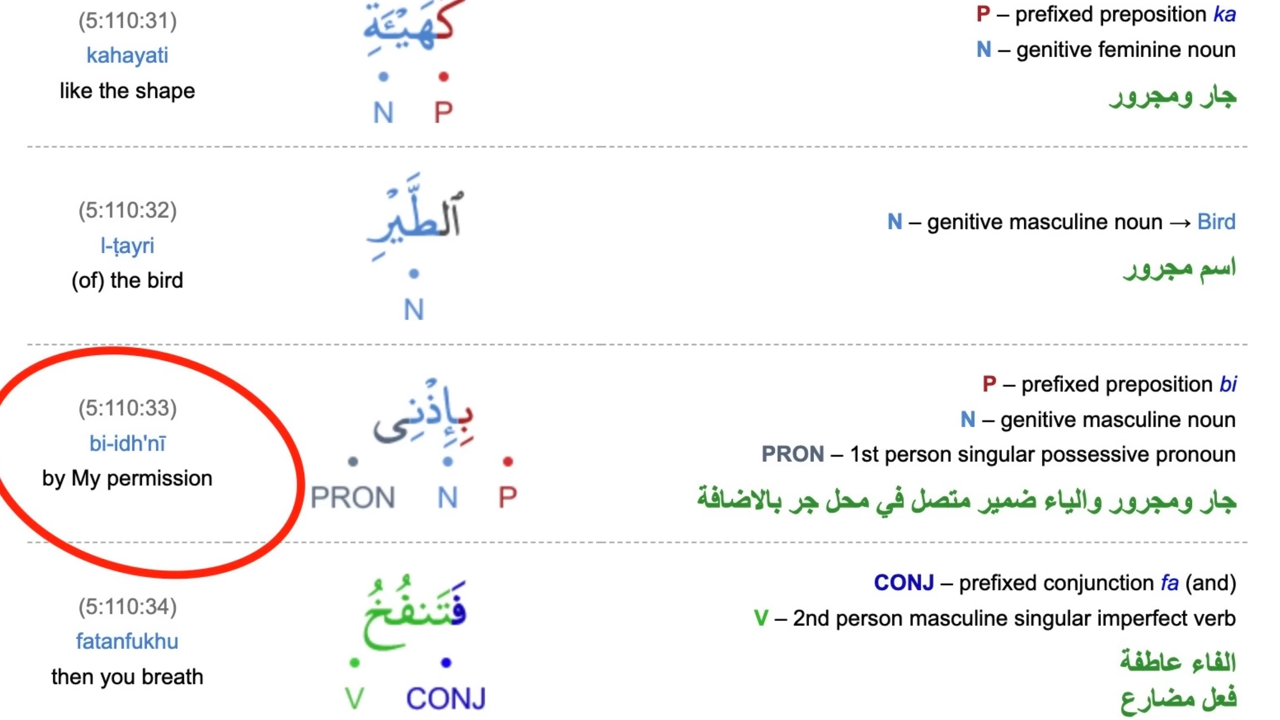 (5:110:31)
kahayati
like the shape
كَهَيْـَٔةِ
N P
P – prefixed preposition ka
N – genitive feminine noun
جار ومجرور
(5:110:32)
l-ṭayri
(of) the bird
ٱلطَّيْرِ
N
N – genitive masculine noun → Bird
اسم مجرور
(5:110:33)
bi-idh'nī
by My permission
بِإِذْنِى
PRON N P
P – prefixed preposition bi
N – genitive masculine noun
PRON – 1st person singular possessive pronoun
جار ومجرور والياء ضمير متصل في محل جر بالاضافة
(5:110:34)
fatanfukhu
then you breath
فَتَنفُخُ
V CONJ
CONJ – prefixed conjunction fa (and)
V – 2nd person masculine singular imperfect verb
الفاء عاطفة
فعل مضارع